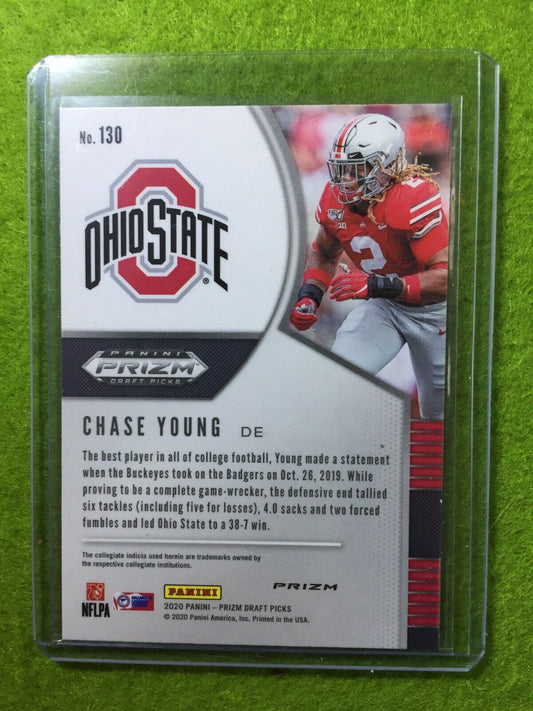 No. 130
OHIO STATE
®
2
150
PANINI
PRIZM
DRAFT PICKS
CHASE YOUNG DE
The best player in all of college football, Young made a statement
when the Buckeyes took on the Badgers on Oct. 26, 2019. While
proving to be a complete game-wrecker, the defensive end tallied
six tackles (including five for losses), 4.0 sacks and two forced
fumbles and led Ohio State to a 38-7 win.
The collegiate indicia used herein are trademarks owned by
the respective collegiate institutions.
NFLPA
PANINI
PRIZM
2020 PANINI – PRIZM DRAFT PICKS
© 2020 Panini America, Inc. Printed in the USA.